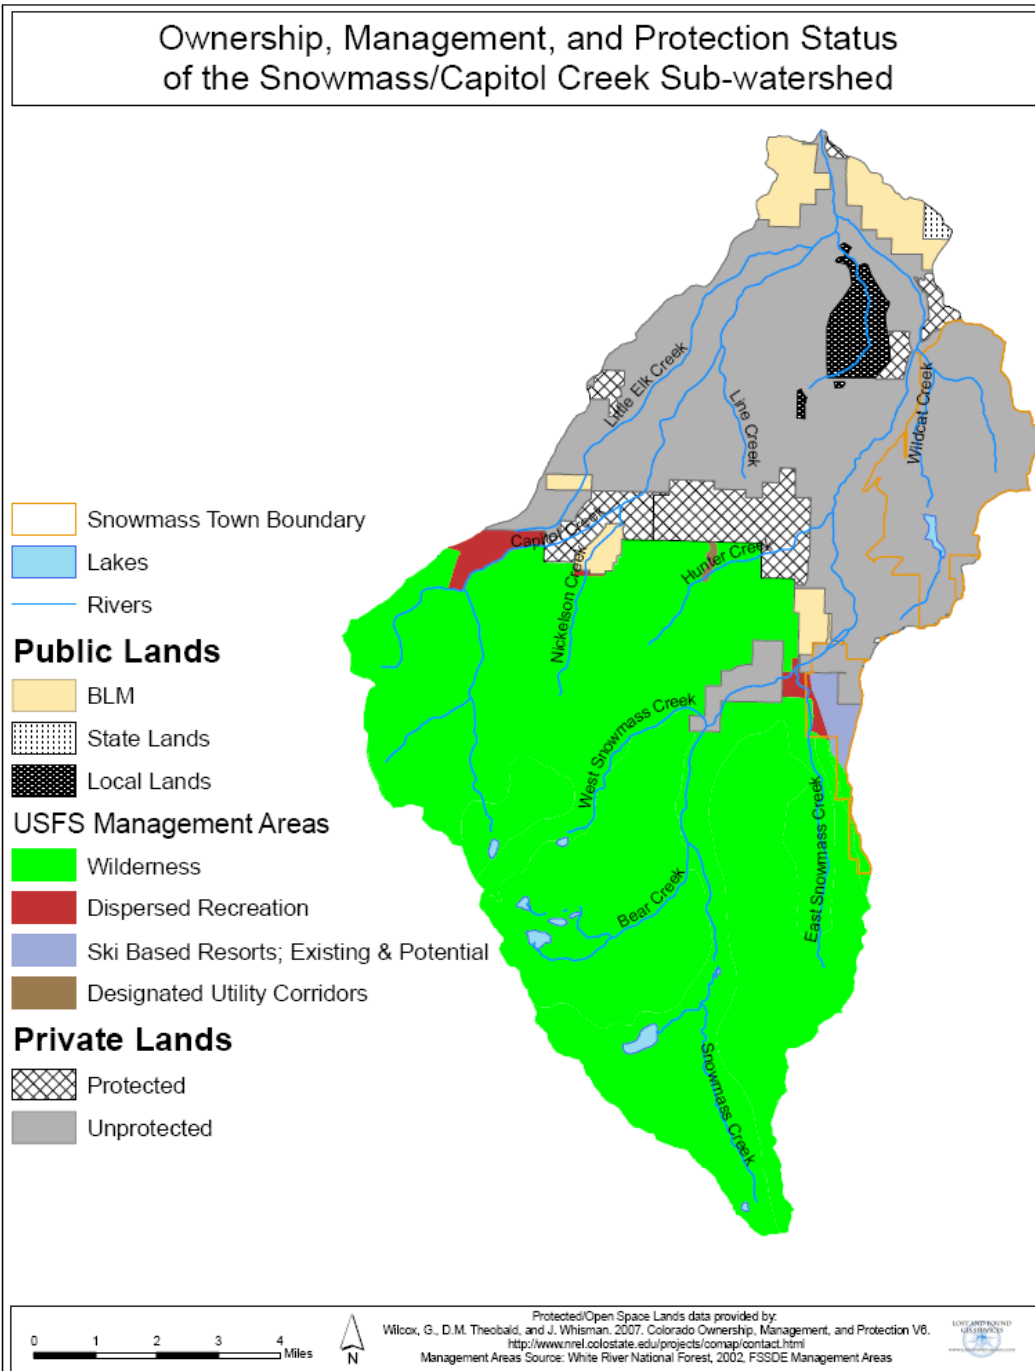 Ownership, Management, and Protection Status
of the Snowmass/Capitol Creek Sub-watershed
Little Elk Creek
Line Creek
Wildcat Creek
Capitol Creek
Nickelson Creek
Hunter Creek
West Snowmass Creek
Bear Creek
East Snowmass Creek
Snowmass Creek
Snowmass Town Boundary
Lakes
Rivers
Public Lands
BLM
State Lands
Local Lands
USFS Management Areas
Wilderness
Dispersed Recreation
Ski Based Resorts; Existing & Potential
Designated Utility Corridors
Private Lands
Protected
Unprotected
0 1 2 3 4
Miles
N
Protected/Open Space Lands data provided by:
Wilcox, G., D.M. Theobald, and J. Whisman. 2007. Colorado Ownership, Management, and Protection V6.
http://www.nrel.colostate.edu/projects/comap/contact.html
Management Areas Source: White River National Forest, 2002, FSSDE Management Areas
LOST AND FOUND
GIS SERVICES